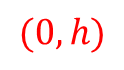 (0, h)